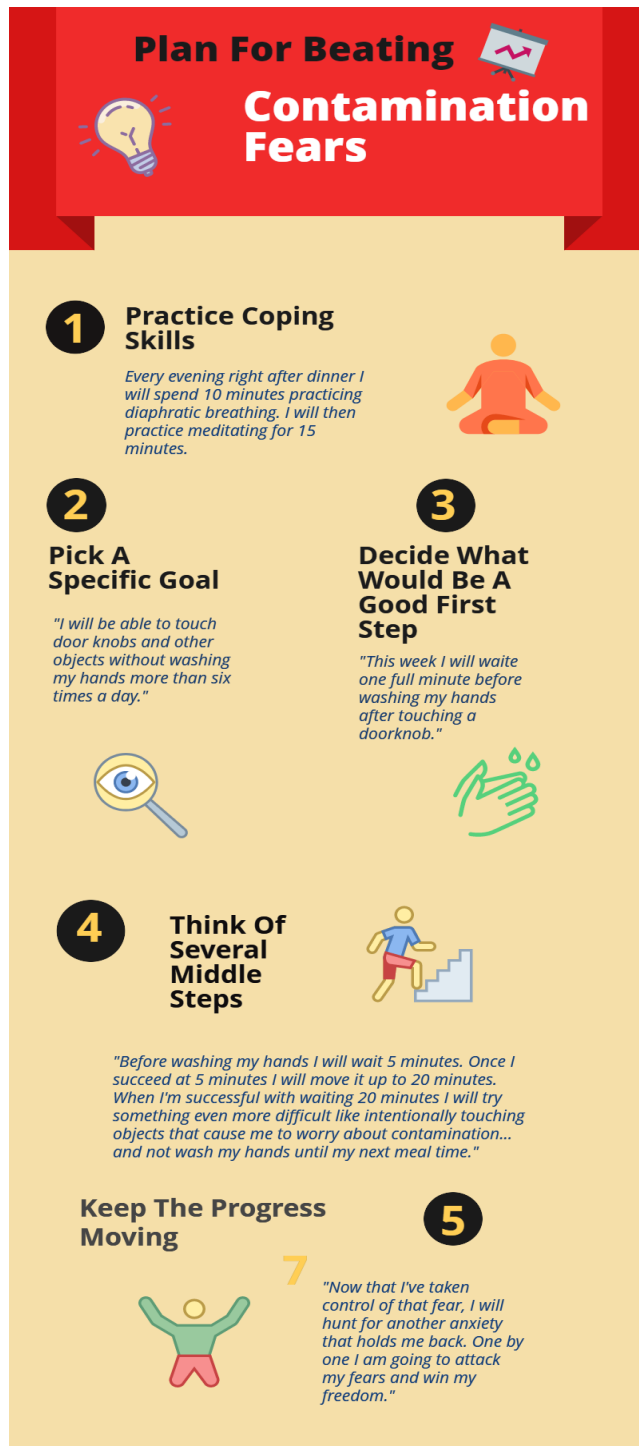 Plan For Beating
Contamination
Fears
1
Practice Coping
Skills
Every evening right after dinner I
will spend 10 minutes practicing
diaphratic breathing. I will then
practice meditating for 15
minutes.
2
Pick A
Specific Goal
"I will be able to touch
door knobs and other
objects without washing
my hands more than six
times a day."
3
Decide What
Would Be A
Good First
Step
"This week I will waite
one full minute before
washing my hands
after touching a
doorknob."
4
Think Of
Several
Middle
Steps
"Before washing my hands I will wait 5 minutes. Once I
succeed at 5 minutes I will move it up to 20 minutes.
When I'm successful with waiting 20 minutes I will try
something even more difficult like intentionally touching
objects that cause me to worry about contamination...
and not wash my hands until my next meal time."
Keep The Progress
Moving
5
7
"Now that I've taken
control of that fear, I will
hunt for another anxiety
that holds me back. One by
one I am going to attack
my fears and win my
freedom."